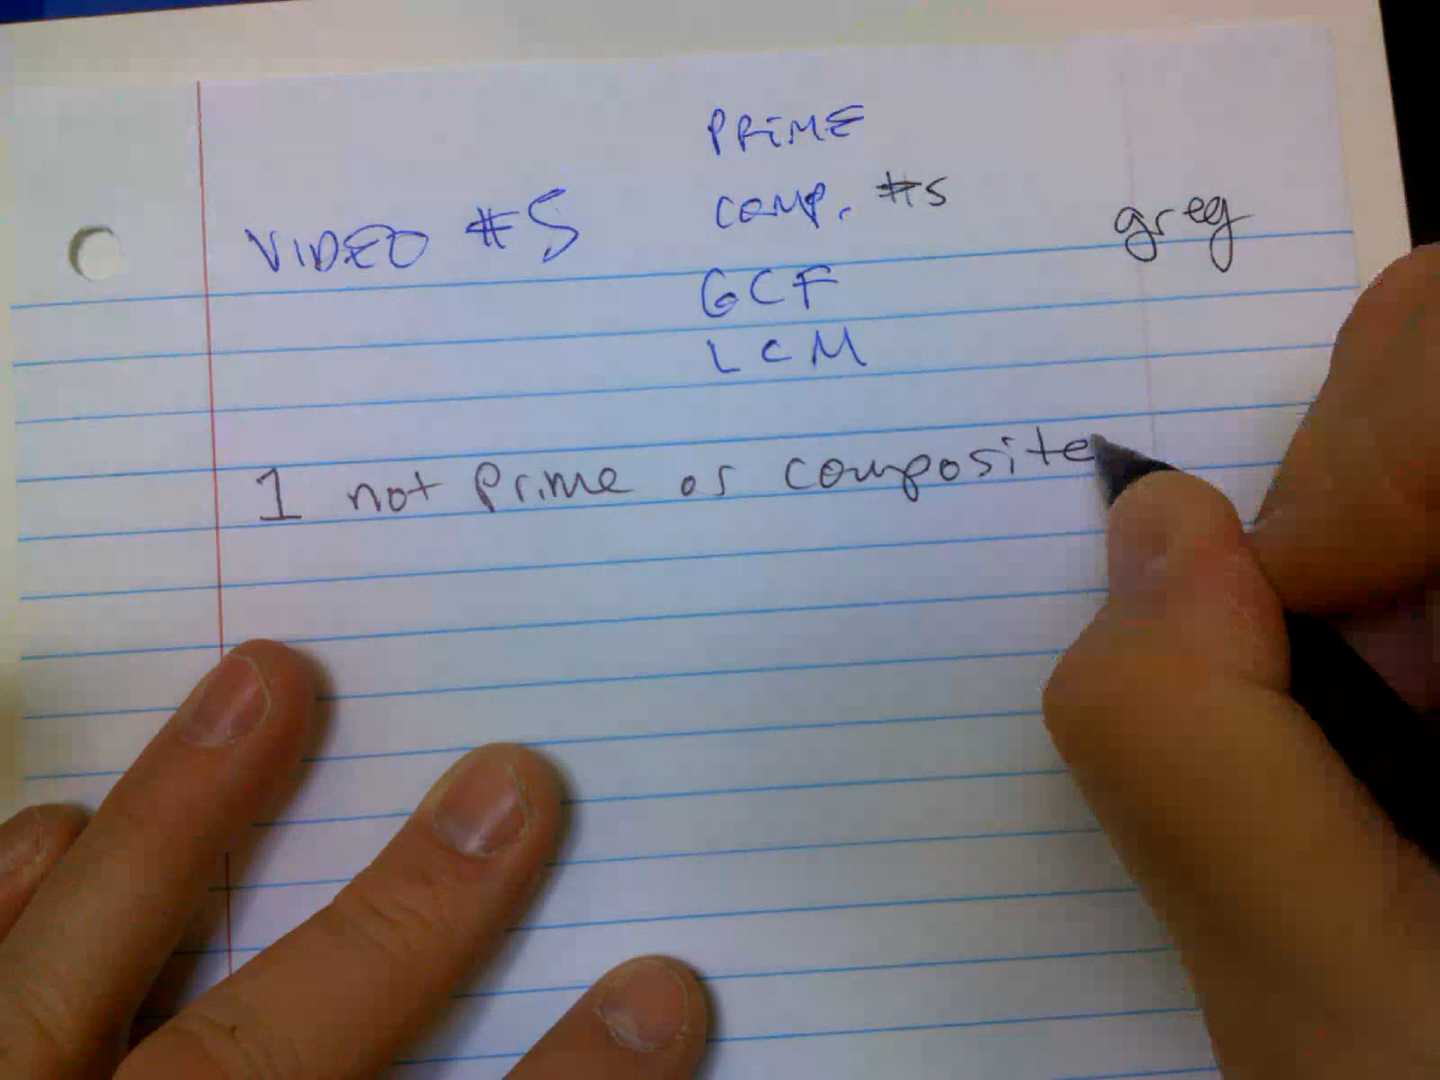 PRIME
COMP. #s
VIDEO #5
greg
GCF
LCM
1 not Prime or composite